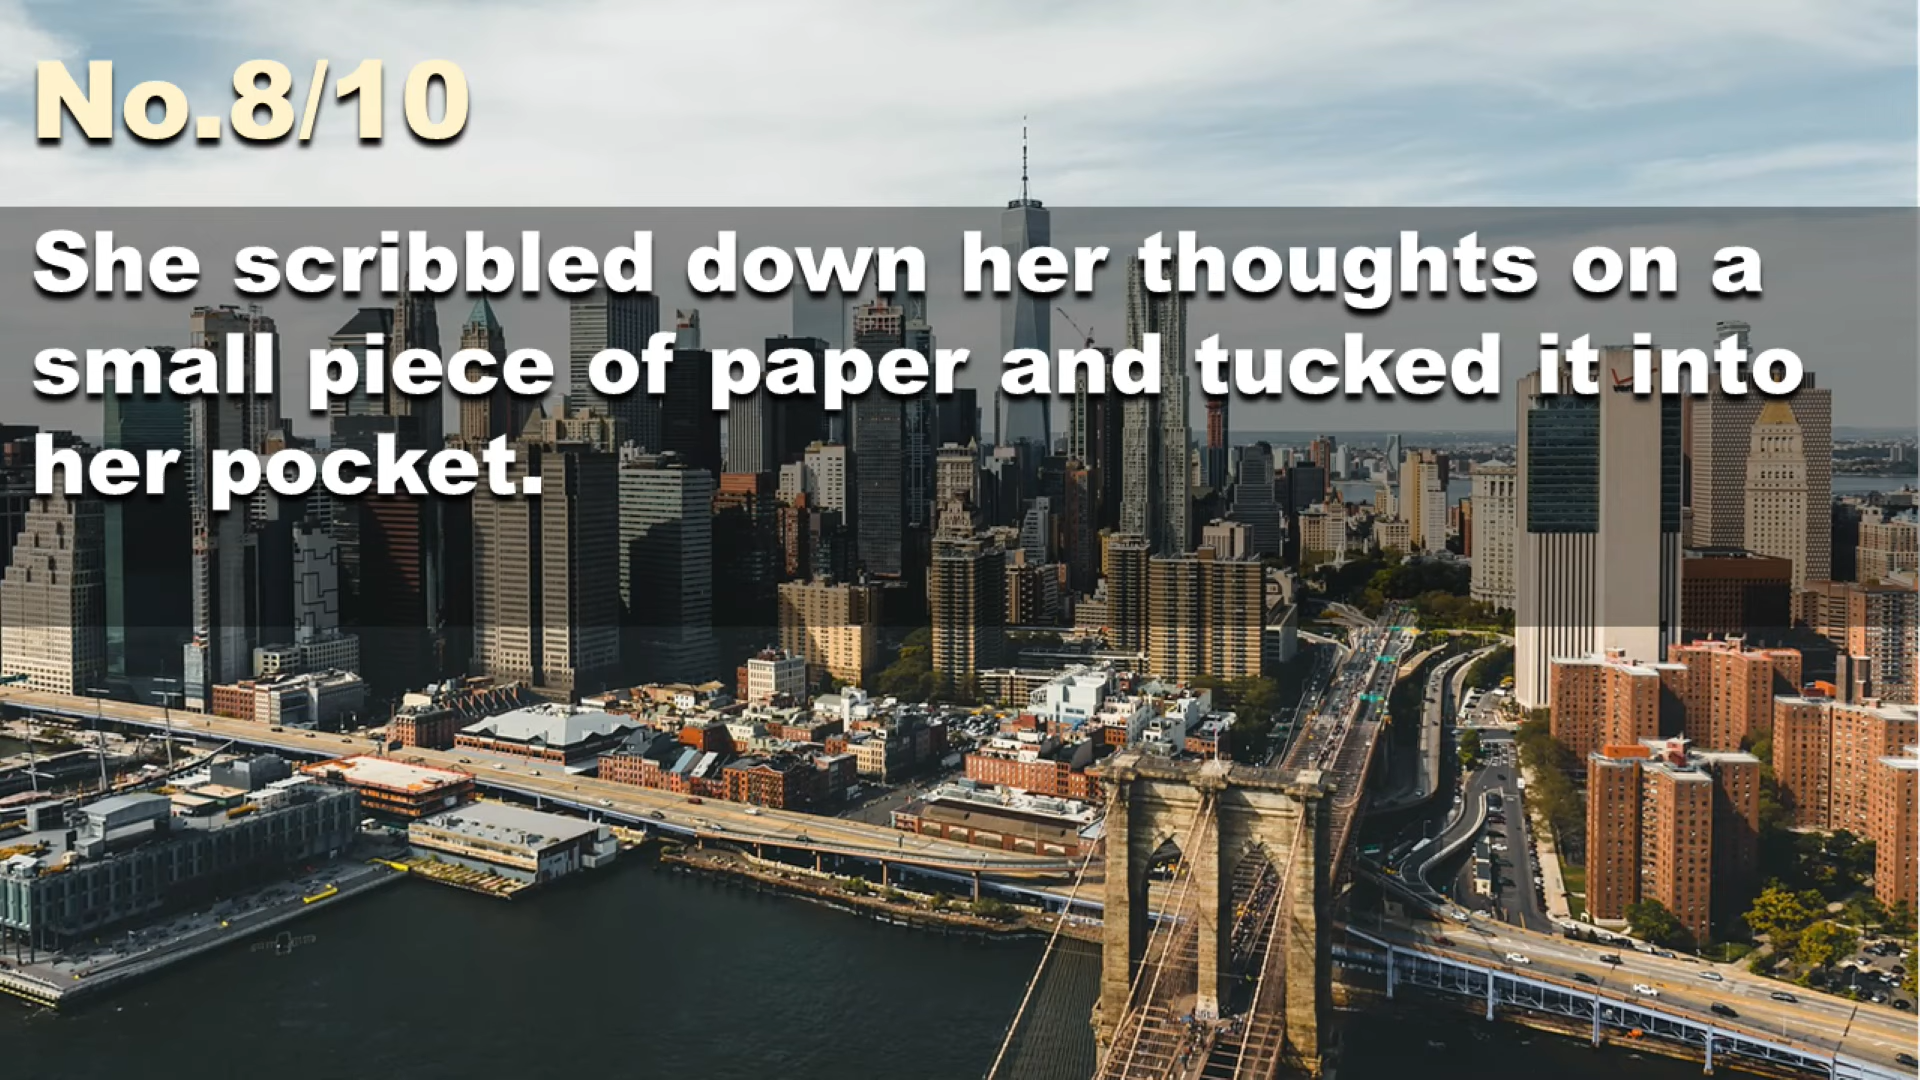 No.8/10
She scribbled down her thoughts on a
small piece of paper and tucked it into
her pocket.